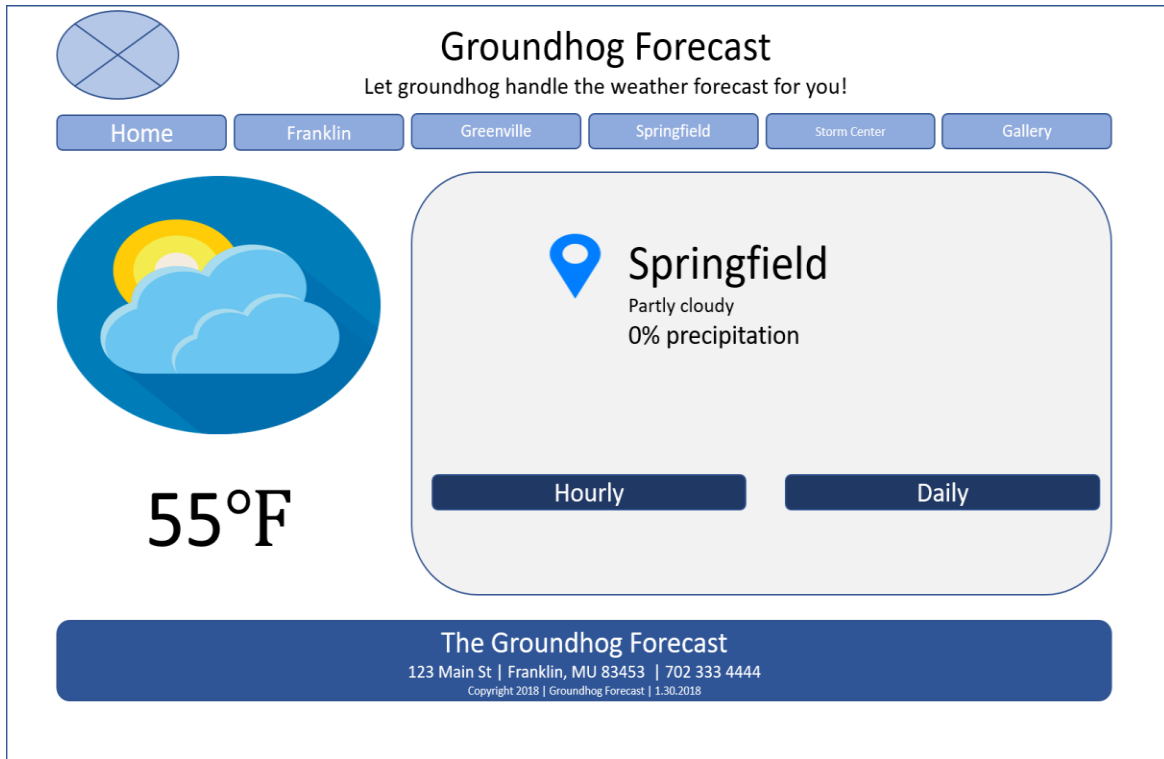 Groundhog Forecast
Let groundhog handle the weather forecast for you!
Home Franklin Greenville Springfield Storm Center Gallery
Springfield
Partly cloudy
0% precipitation
Hourly Daily
55°F
The Groundhog Forecast
123 Main St | Franklin, MU 83453 | 702 333 4444
Copyright 2018 | Groundhog Forecast | 1.30.2018